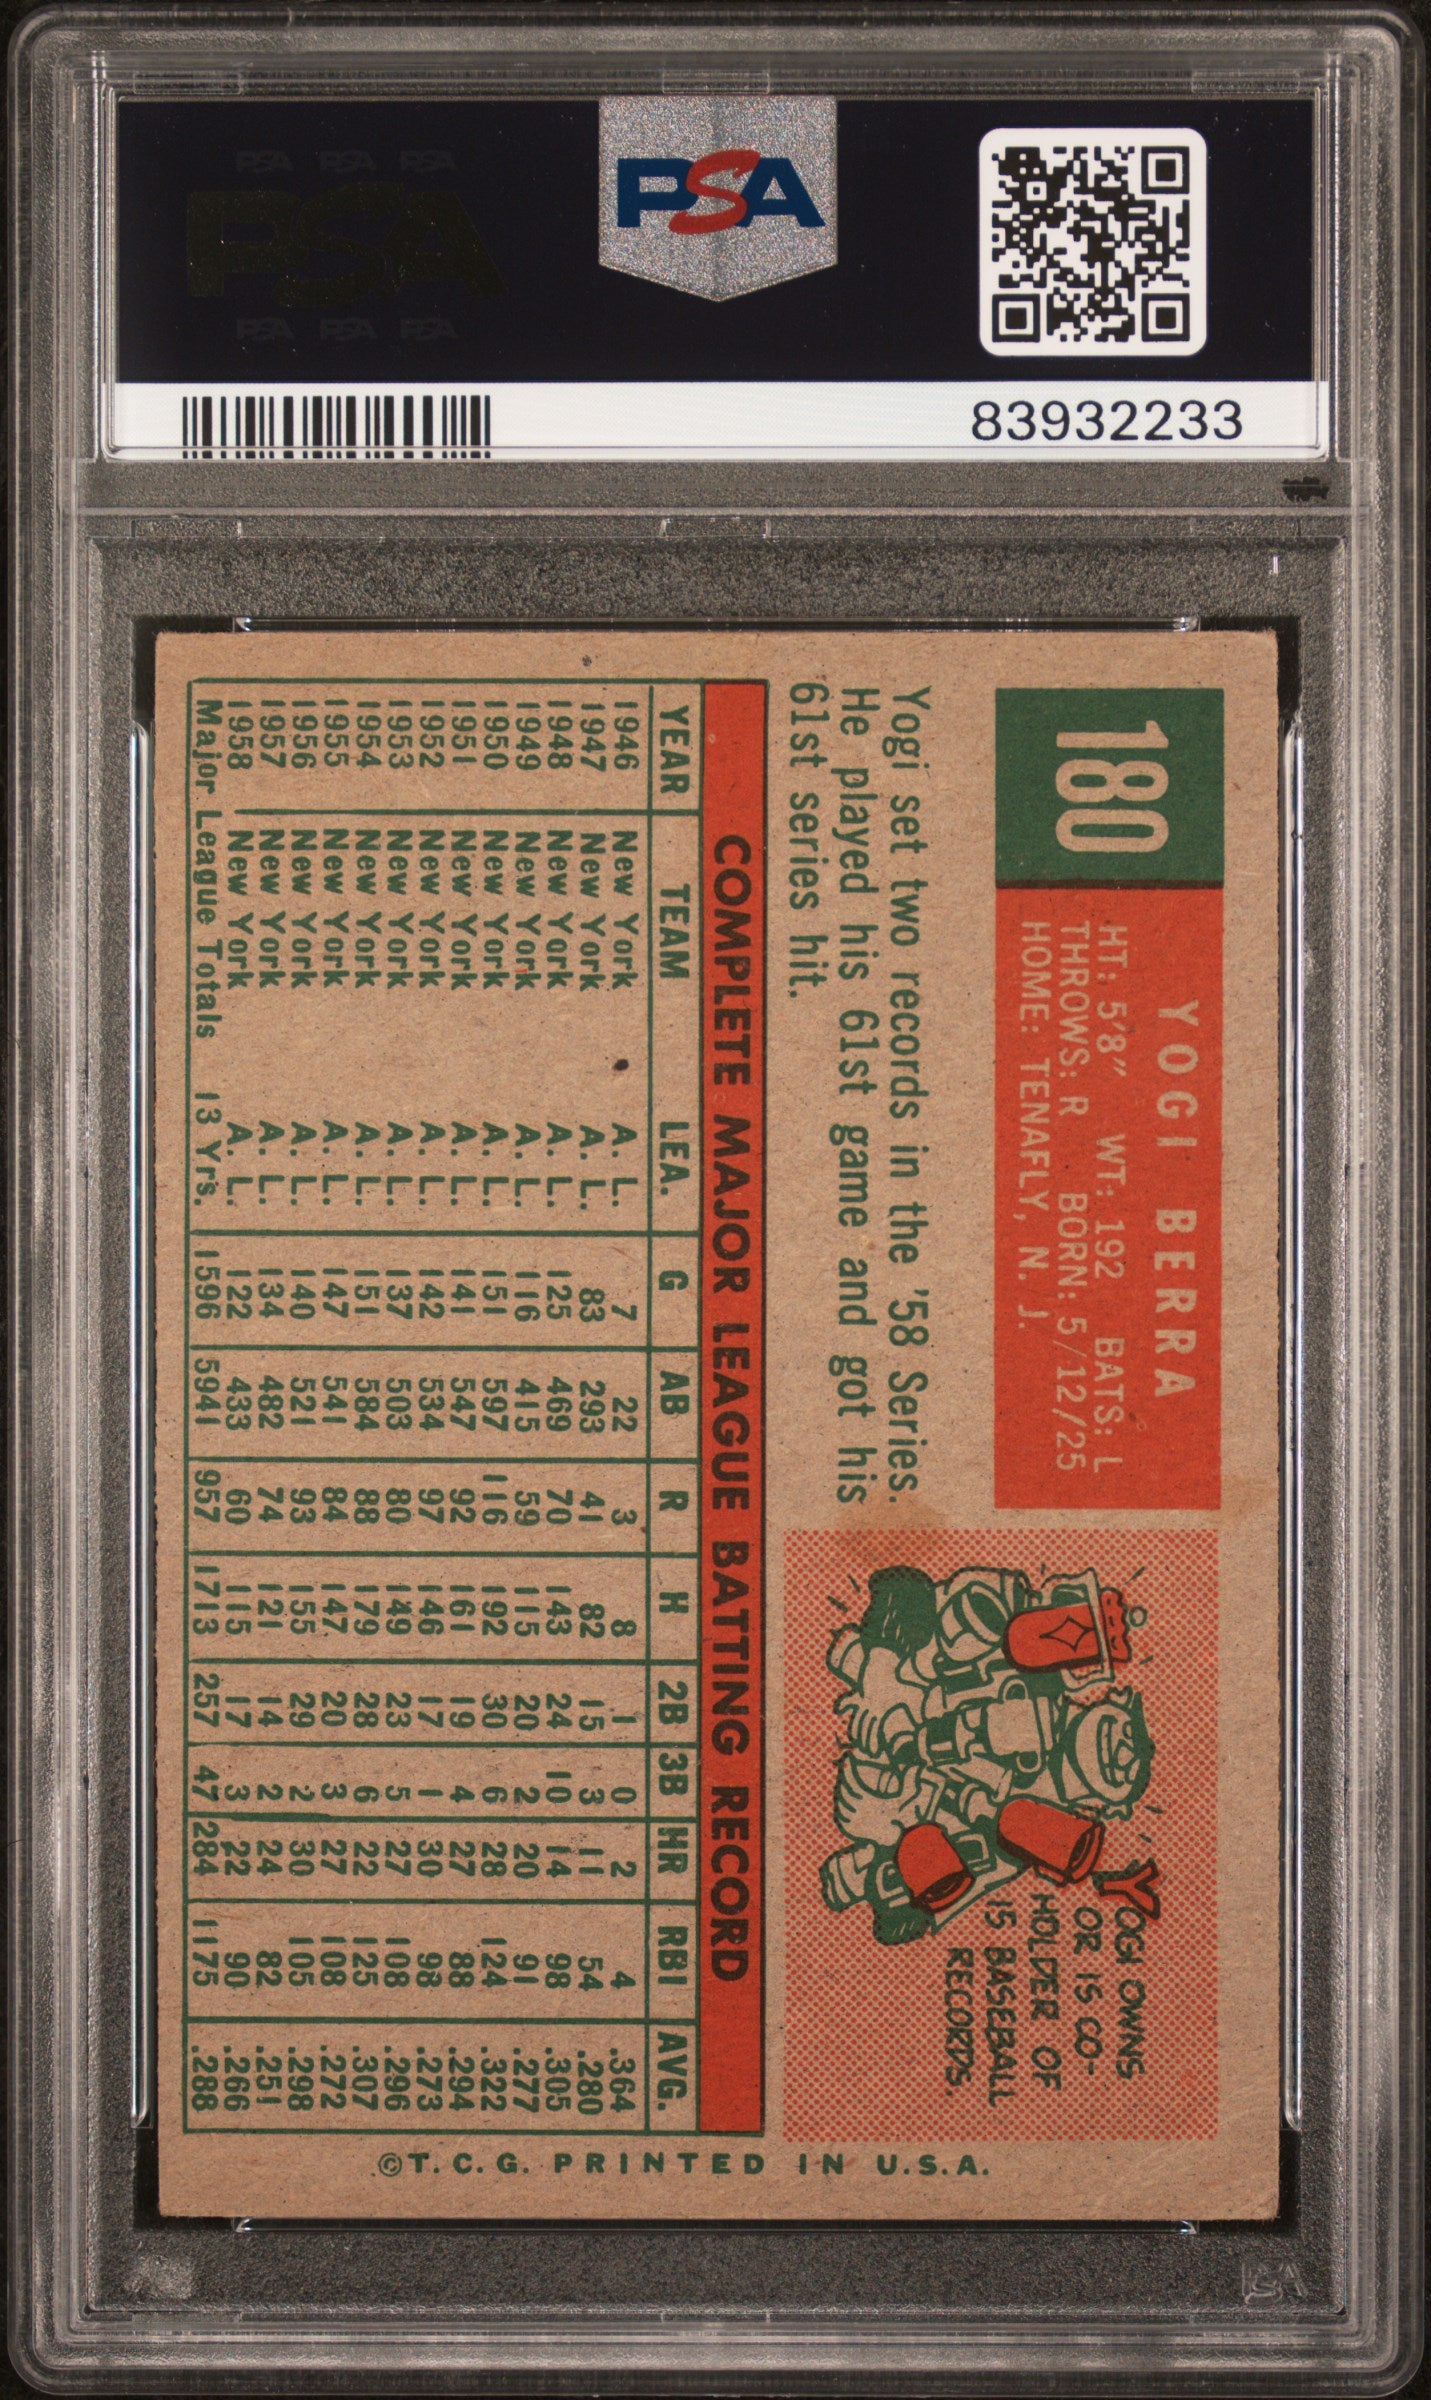 PSA PSA PSA
PSA
PSA PSA PSA
PSA
83932233
180
YOGI BERRA
HT: 5'8" WT: 192 BATS: L
THROWS: R BORN: 5/12/25
HOME: TENAFLY, N. J.
Yogi set two records in the '58 Series.
He played his 61st game and got his
61st series hit.
YOGI OWNS
OR IS CO-
HOLDER OF
15 BASEBALL
RECORDS.
COMPLETE MAJOR LEAGUE BATTING RECORD
YEAR TEAM LEA. G AB R H 2B 3B HR RBI AVG.
1946 New York A. L. 7 22 3 8 1 0 2 4 .364
1947 New York A. L. 83 293 41 82 15 3 11 54 .280
1948 New York A. L. 125 469 70 143 24 10 14 98 .305
1949 New York A. L. 116 415 59 115 20 2 20 91 .277
1950 New York A. L. 151 597 116 192 30 6 28 124 .322
1951 New York A. L. 141 547 92 161 19 4 27 88 .294
1952 New York A. L. 142 534 97 146 17 1 30 98 .273
1953 New York A. L. 137 503 80 149 23 5 27 108 .296
1954 New York A. L. 151 584 88 179 28 6 22 125 .307
1955 New York A. L. 147 541 84 147 20 3 27 108 .272
1956 New York A. L. 140 521 93 155 29 2 30 105 .298
1957 New York A. L. 134 482 74 121 14 2 24 82 .251
1958 New York A. L. 122 433 60 115 17 3 22 90 .266
Major League Totals 13 Yrs. 1596 5941 957 1713 257 47 284 1175 .288
©T. C. G. PRINTED IN U.S.A.
PSA